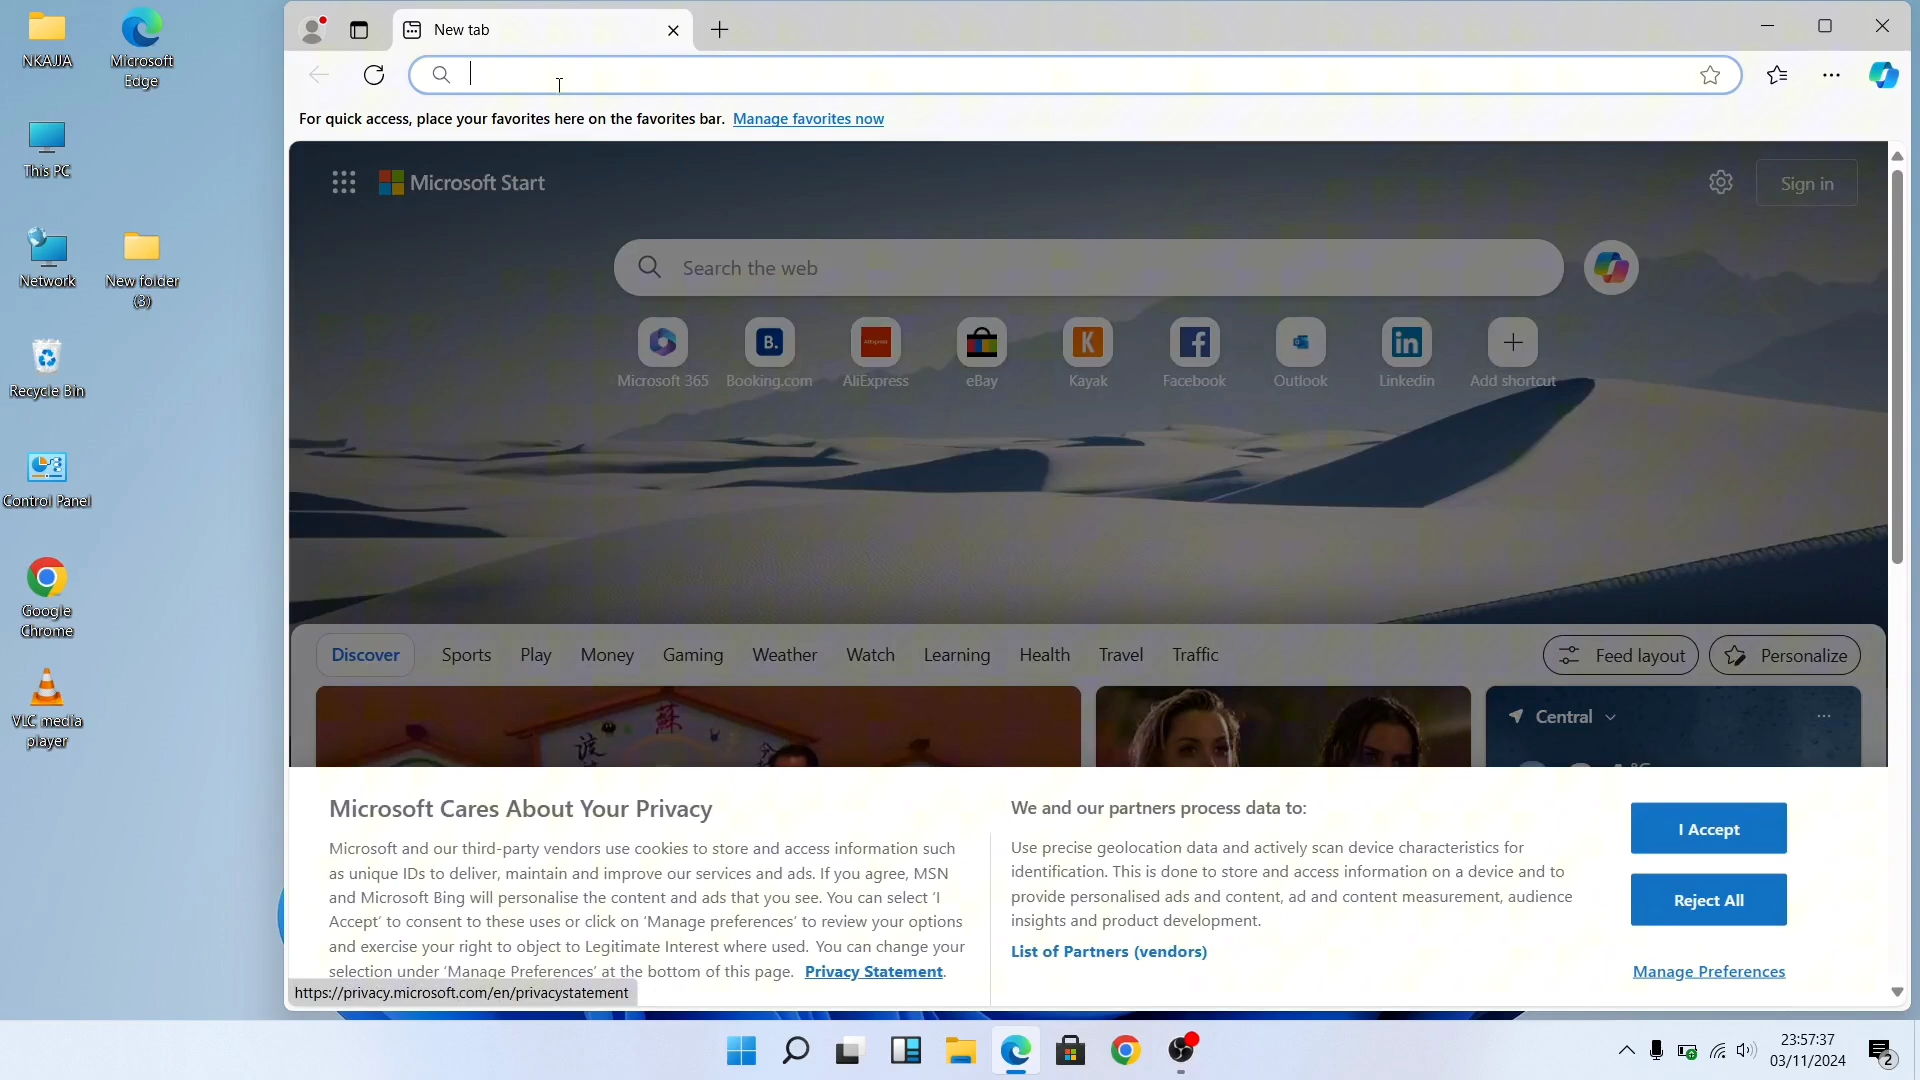 NKAJJA
Microsoft
Edge
This PC
Network
New folder
(3)
Recycle Bin
Control Panel
Google
Chrome
VLC media
player
New tab
For quick access, place your favorites here on the favorites bar. Manage favorites now
Microsoft Start
Sign in
Search the web
Microsoft 365
Booking.com
AliExpress
eBay
Kayak
Facebook
Outlook
Linkedin
Add shortcut
Discover
Sports
Play
Money
Gaming
Weather
Watch
Learning
Health
Travel
Traffic
Feed layout
Personalize
蘇
渡
Central
Microsoft Cares About Your Privacy
Microsoft and our third-party vendors use cookies to store and access information such
as unique IDs to deliver, maintain and improve our services and ads. If you agree, MSN
and Microsoft Bing will personalise the content and ads that you see. You can select ‘I
Accept’ to consent to these uses or click on ‘Manage preferences’ to review your options
and exercise your right to object to Legitimate Interest where used. You can change your
selection under ‘Manage Preferences’ at the bottom of this page. Privacy Statement.
We and our partners process data to:
Use precise geolocation data and actively scan device characteristics for
identification. This is done to store and access information on a device and to
provide personalised ads and content, ad and content measurement, audience
insights and product development.
List of Partners (vendors)
I Accept
Reject All
Manage Preferences
https://privacy.microsoft.com/en/privacystatement
23:57:37
03/11/2024
2